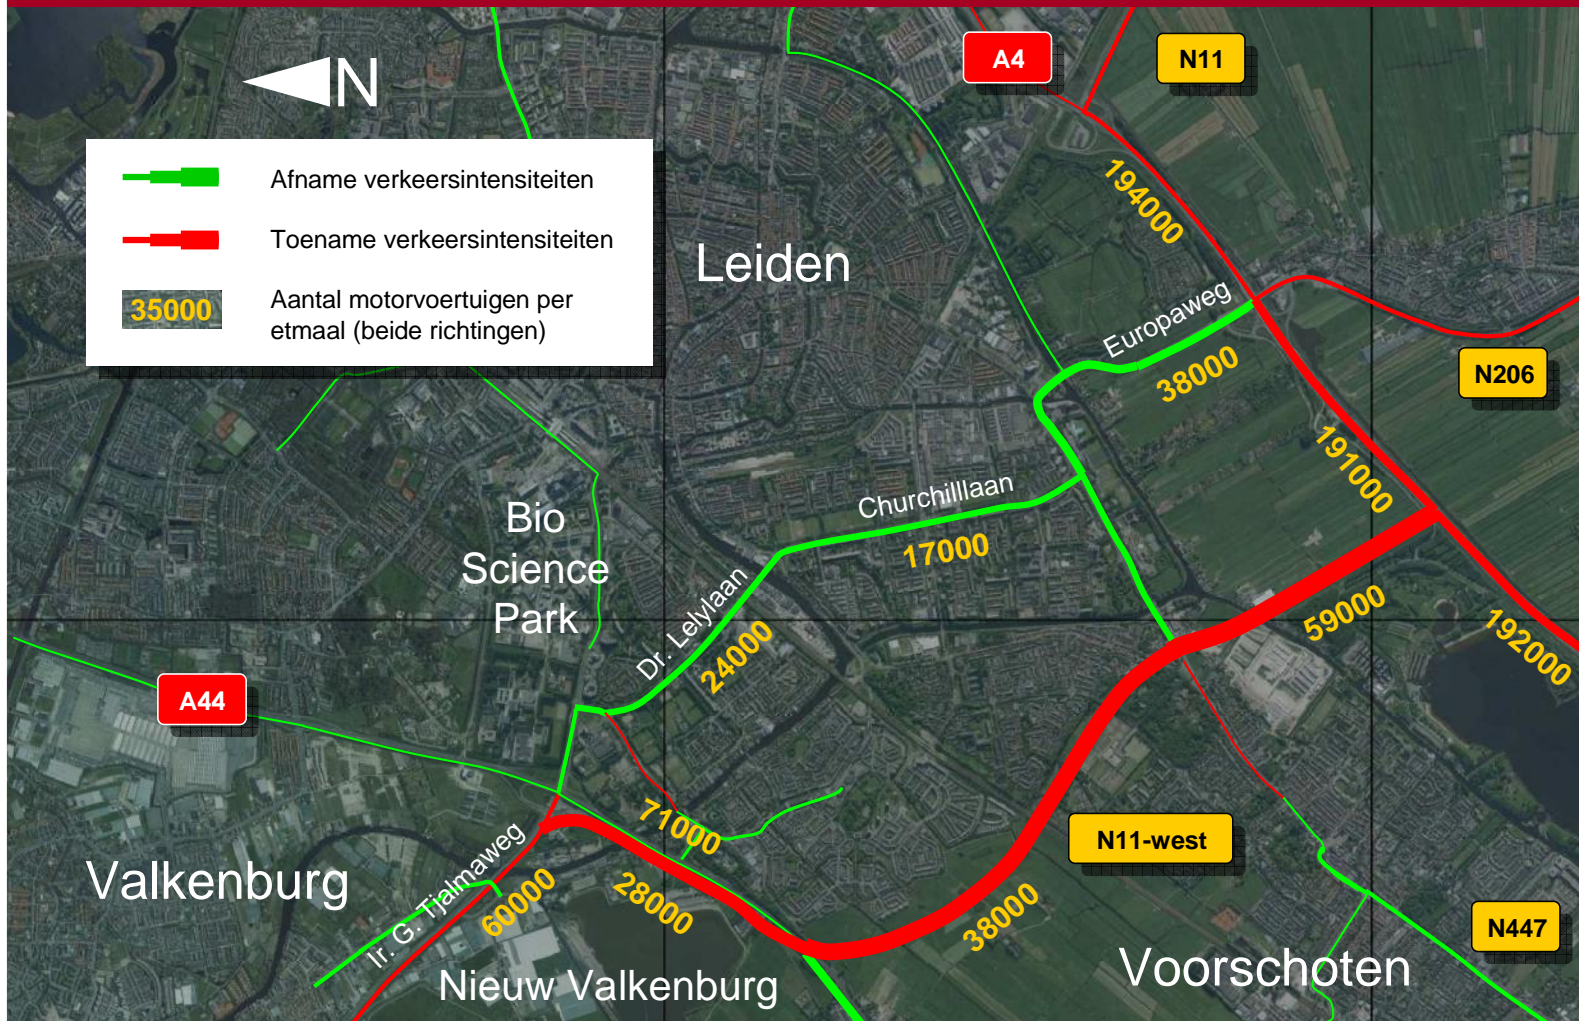 A4
N11
N
Afname verkeersintensiteiten
Toename verkeersintensiteiten
35000
Aantal motorvoertuigen per
etmaal (beide richtingen)
194000
Leiden
Europaweg
38000
N206
191000
Churchilllaan
17000
Bio
Science
Park
Dr. Lelylaan
24000
59000
192000
A44
71000
N11-west
Valkenburg
Ir. G. Tjalmaweg
60000
28000
38000
N447
Voorschoten
Nieuw Valkenburg